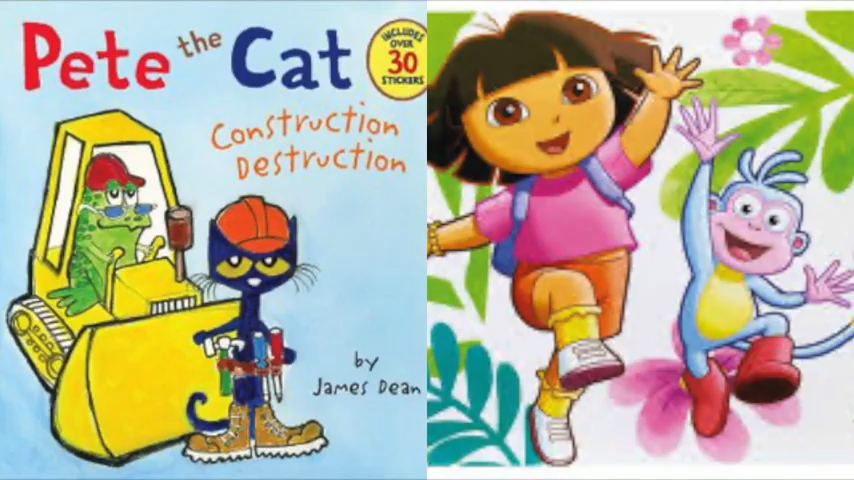 Pete the Cat
INCLUDES
OVER
30
STICKERS
Construction
Destruction
by
James Dean